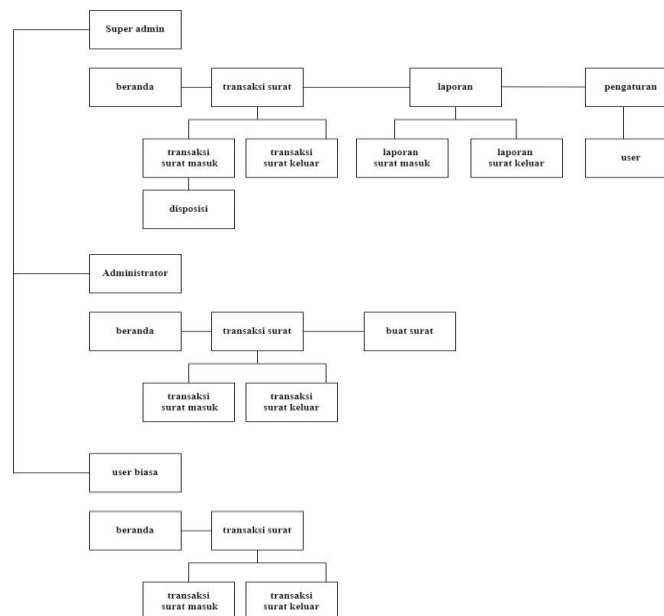 Super admin
beranda
transaksi surat
laporan
pengaturan
transaksi
surat masuk
transaksi
surat keluar
laporan
surat masuk
laporan
surat keluar
user
disposisi
Administrator
beranda
transaksi surat
buat surat
transaksi
surat masuk
transaksi
surat keluar
user biasa
beranda
transaksi surat
transaksi
surat masuk
transaksi
surat keluar